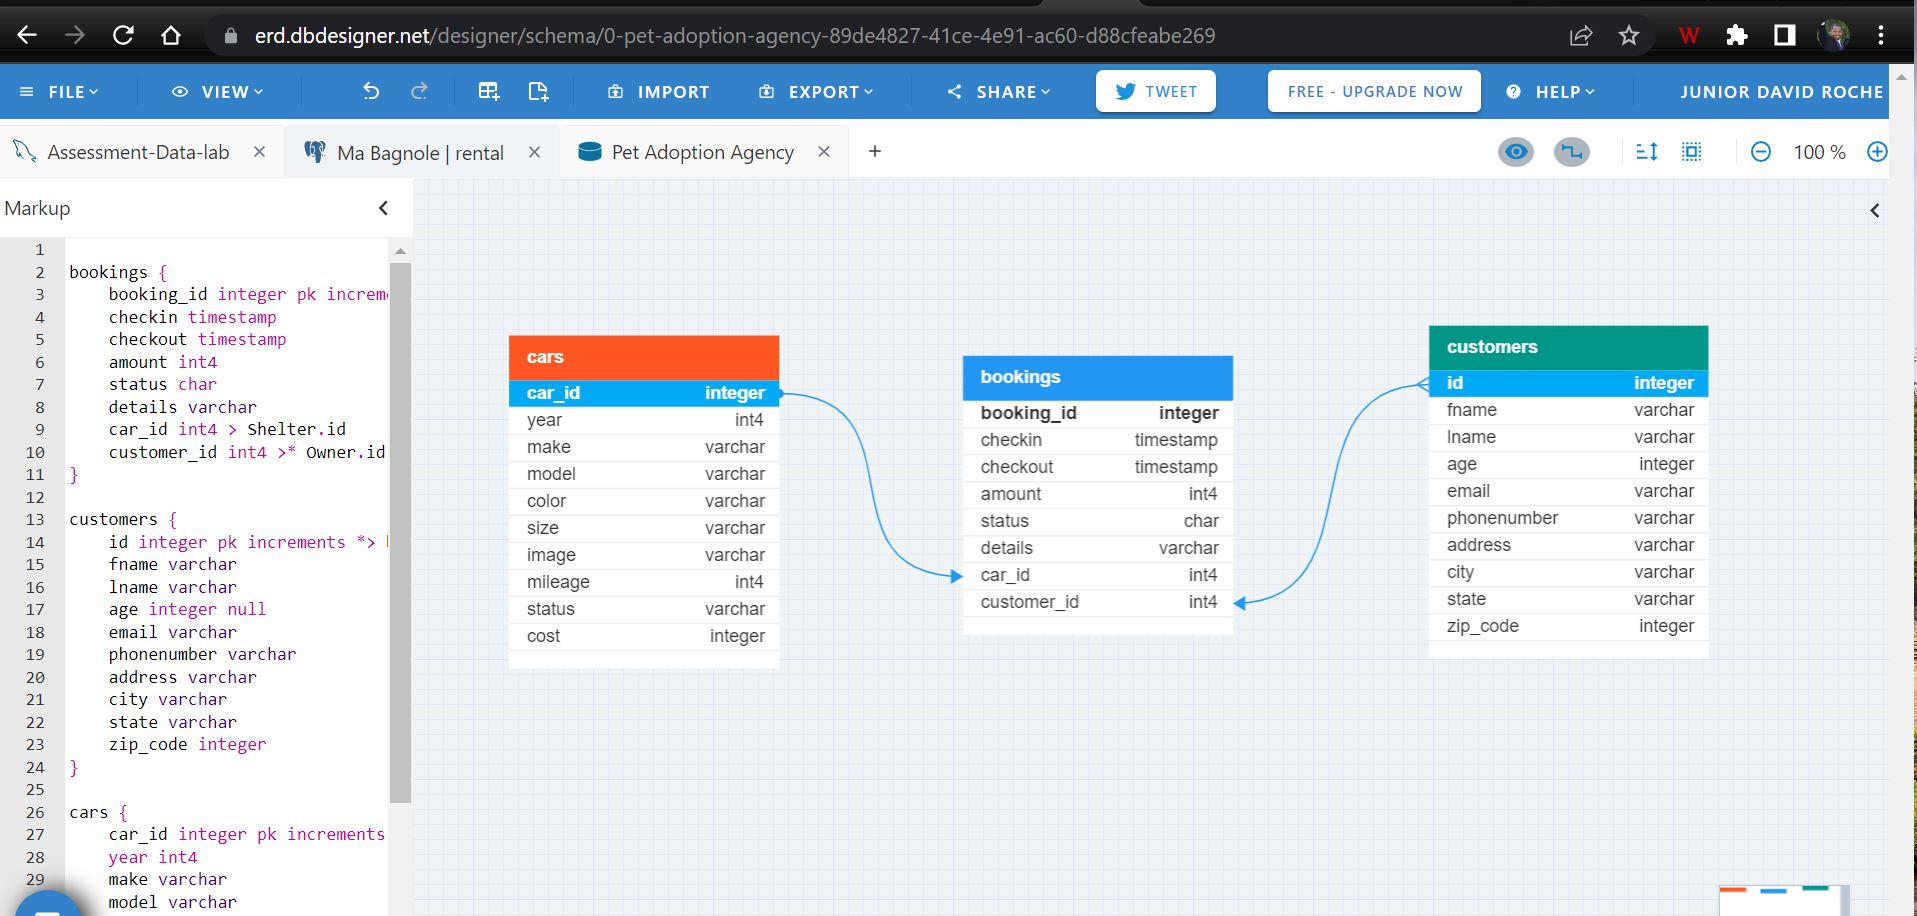 erd.dbdesigner.net/designer/schema/0-pet-adoption-agency-89de4827-41ce-4e91-ac60-d88cfeabe269
FILE VIEW IMPORT EXPORT SHARE TWEET FREE - UPGRADE NOW HELP JUNIOR DAVID ROCHE
Assessment-Data-lab Ma Bagnole | rental Pet Adoption Agency + 100 %
Markup
1
2 bookings {
3 booking_id integer pk increm
4 checkin timestamp
5 checkout timestamp
6 amount int4
7 status char
8 details varchar
9 car_id int4 > Shelter.id
10 customer_id int4 >* Owner.id
11 }
12
13 customers {
14 id integer pk increments *>
15 fname varchar
16 lname varchar
17 age integer null
18 email varchar
19 phonenumber varchar
20 address varchar
21 city varchar
22 state varchar
23 zip_code integer
24 }
25
26 cars {
27 car_id integer pk increments
28 year int4
29 make varchar
model varchar
cars
car_id integer
year int4
make varchar
model varchar
color varchar
size varchar
image varchar
mileage int4
status varchar
cost integer
bookings
booking_id integer
checkin timestamp
checkout timestamp
amount int4
status char
details varchar
car_id int4
customer_id int4
customers
id integer
fname varchar
lname varchar
age integer
email varchar
phonenumber varchar
address varchar
city varchar
state varchar
zip_code integer